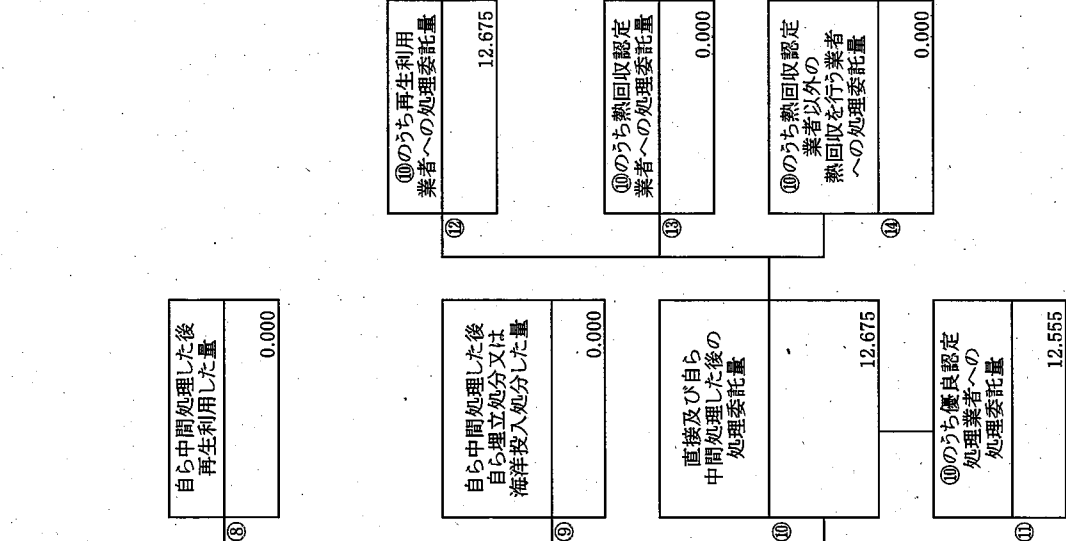 ⑧
自ら中間処理した後
再生利用した量
0.000
⑨
自ら中間処理した後
自ら埋立処分又は
海洋投入処分した量
0.000
⑩
直接及び自ら
中間処理した後の
処理委託量
12.675
⑪
⑩のうち優良認定
処理業者への
処理委託量
12.555
⑫
⑩のうち再生利用
業者への処理委託量
12.675
⑬
⑩のうち熱回収認定
業者への処理委託量
0.000
⑭
⑩のうち熱回収認定
業者以外の
熱回収を行う業者
への処理委託量
0.000